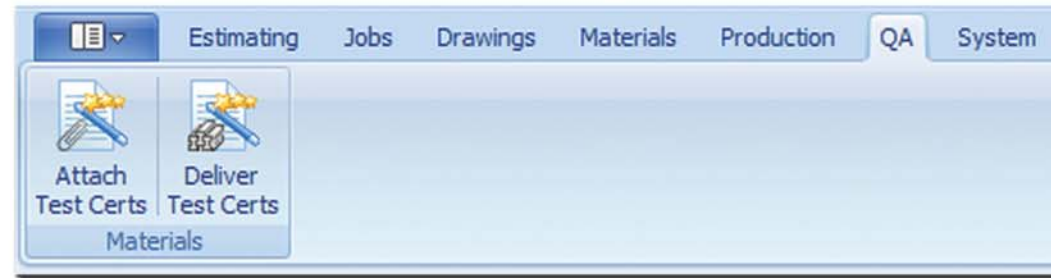 Estimating Jobs Drawings Materials Production QA System
Attach Deliver
Test Certs Test Certs
Materials